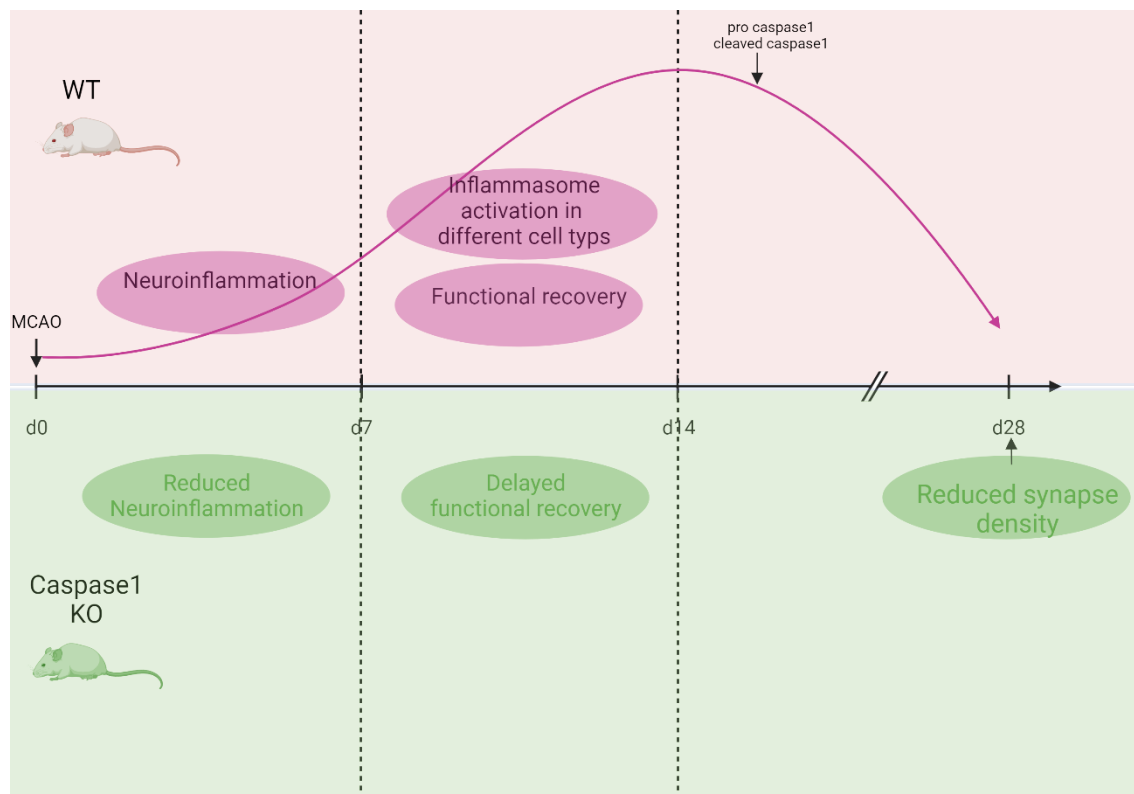 pro caspase1
cleaved caspase1
WT
Inflammasome
activation in
different cell typs
Neuroinflammation
Functional recovery
MCAO
d0
d7
d14
d28
Reduced
Neuroinflammation
Delayed
functional recovery
Reduced synapse
density
Caspase1
KO